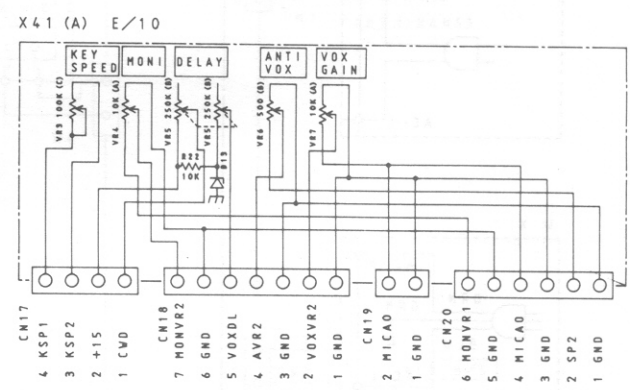 X41 (A) E/10
KEY SPEED
MONI
DELAY
ANTI VOX
VOX GAIN
VR3 100K (C)
VR4 10K (A)
VR5 250K (B)
VR5' 250K (B)
VR6 500 (B)
VR7 10K (A)
R22
10K
D15
CN17
4 KSP1
3 KSP2
2 +15
1 CWD
CN18
7 MONVR2
6 GND
5 VOXDL
4 AVR2
3 GND
2 VOXVR2
1 GND
CN19
2 MICAO
1 GND
CN20
6 MONVR1
5 GND
4 MICAO
3 GND
2 SP2
1 GND